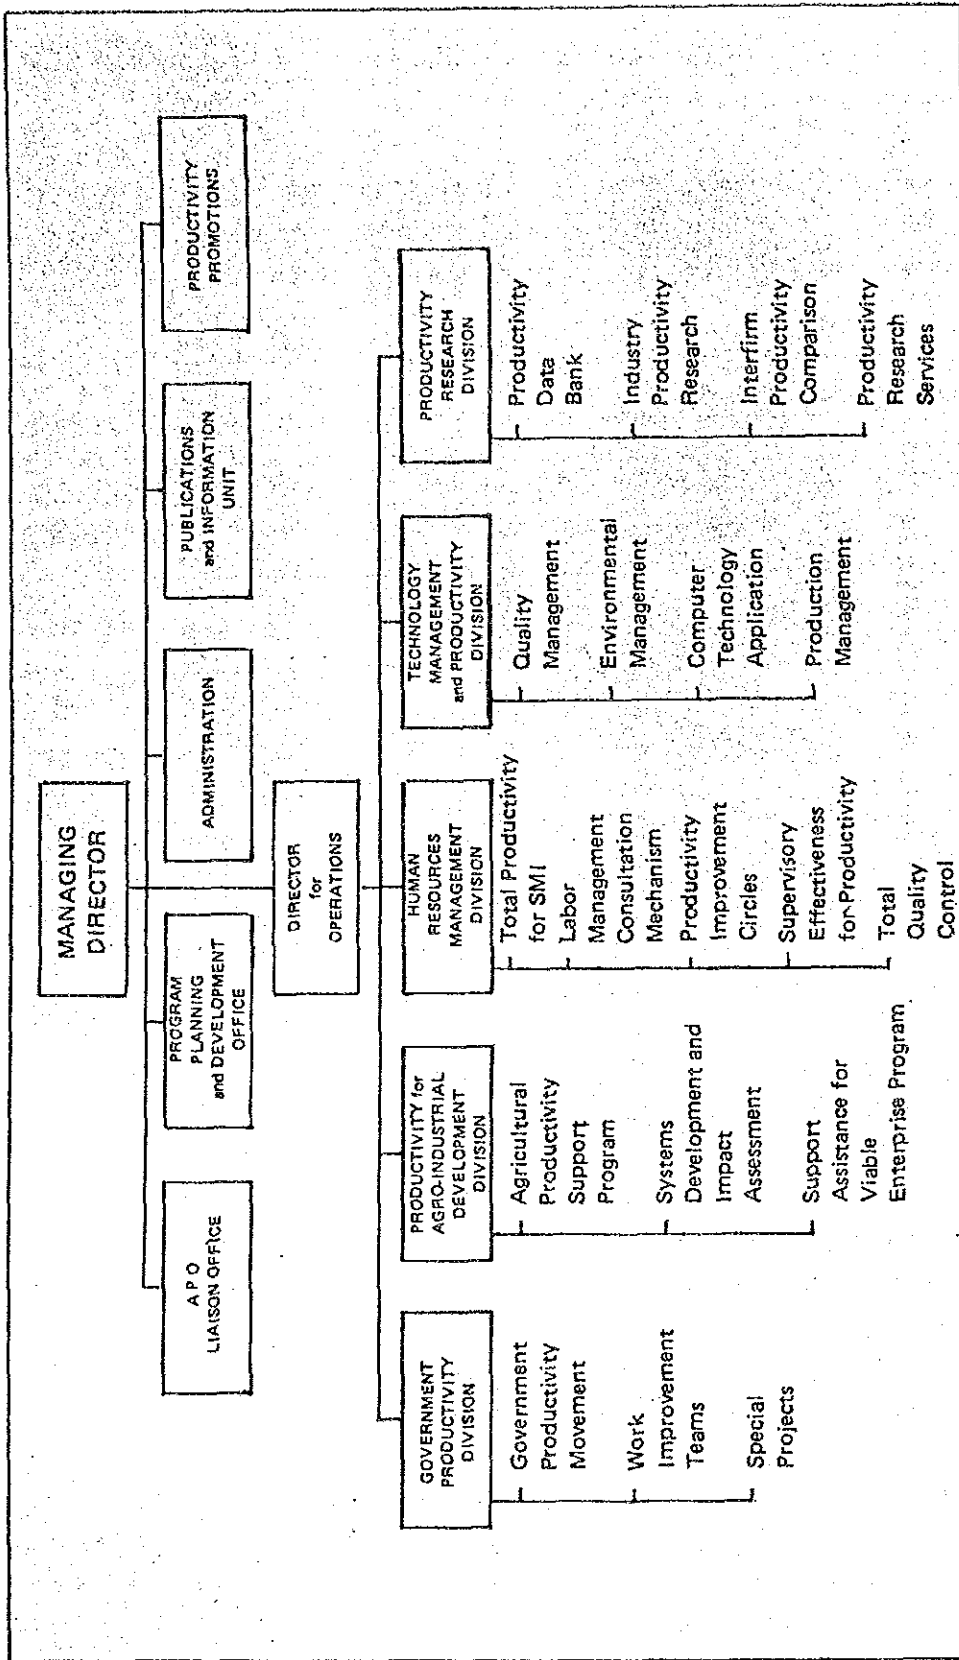 MANAGING
DIRECTOR
A P O
LIAISON OFFICE
PROGRAM
PLANNING
and DEVELOPMENT
OFFICE
ADMINISTRATION
PUBLICATIONS
and INFORMATION
UNIT
PRODUCTIVITY
PROMOTIONS
DIRECTOR
for
OPERATIONS
GOVERNMENT
PRODUCTIVITY
DIVISION
Government
Productivity
Movement
Work
Improvement
Teams
Special
Projects
PRODUCTIVITY for
AGRO-INDUSTRIAL
DEVELOPMENT
DIVISION
Agricultural
Productivity
Support
Program
Systems
Development and
Impact
Assessment
Support
Assistance for
Viable
Enterprise Program
HUMAN
RESOURCES
MANAGEMENT
DIVISION
Total Productivity
for SMI
Labor
Management
Consultation
Mechanism
Productivity
Improvement
Circles
Supervisory
Effectiveness
for Productivity
Total
Quality
Control
TECHNOLOGY
MANAGEMENT
and PRODUCTIVITY
DIVISION
Quality
Management
Environmental
Management
Computer
Technology
Application
Production
Management
PRODUCTIVITY
RESEARCH
DIVISION
Productivity
Data
Bank
Industry
Productivity
Research
Interfirm
Productivity
Comparison
Productivity
Research
Services